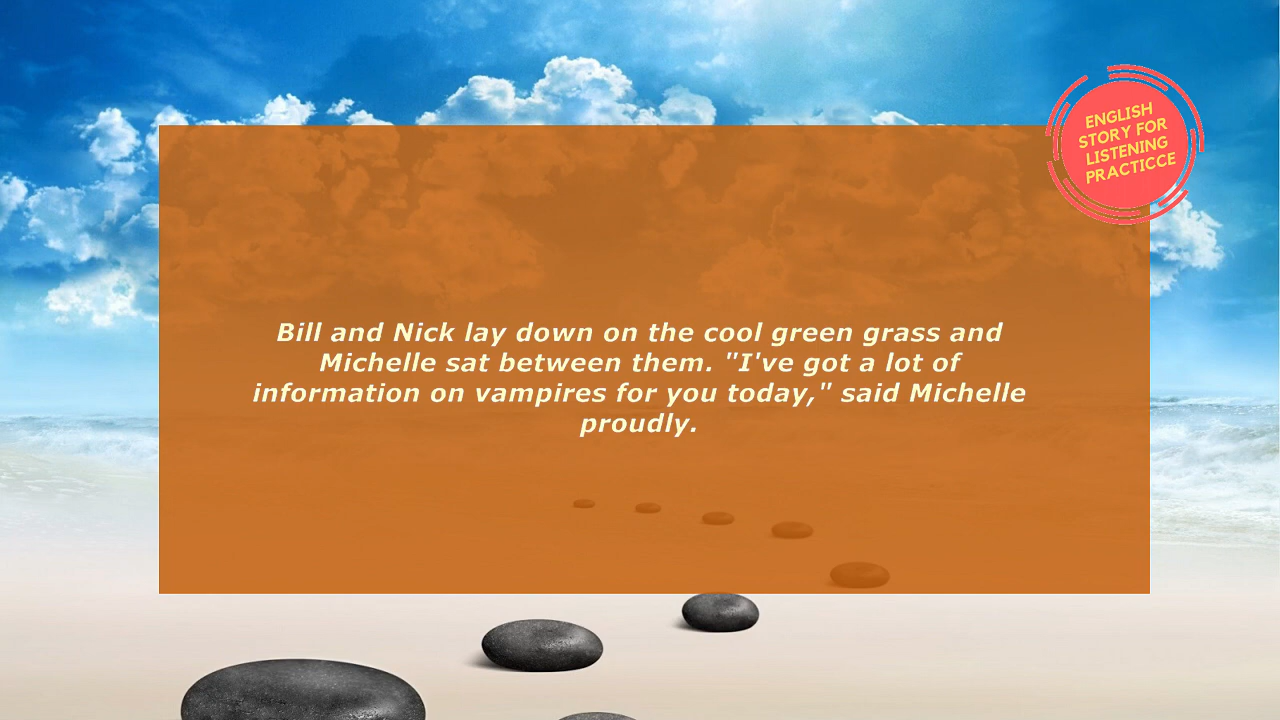 ENGLISH
STORY FOR
LISTENING
PRACTICCE
Bill and Nick lay down on the cool green grass and
Michelle sat between them. "I've got a lot of
information on vampires for you today," said Michelle
proudly.